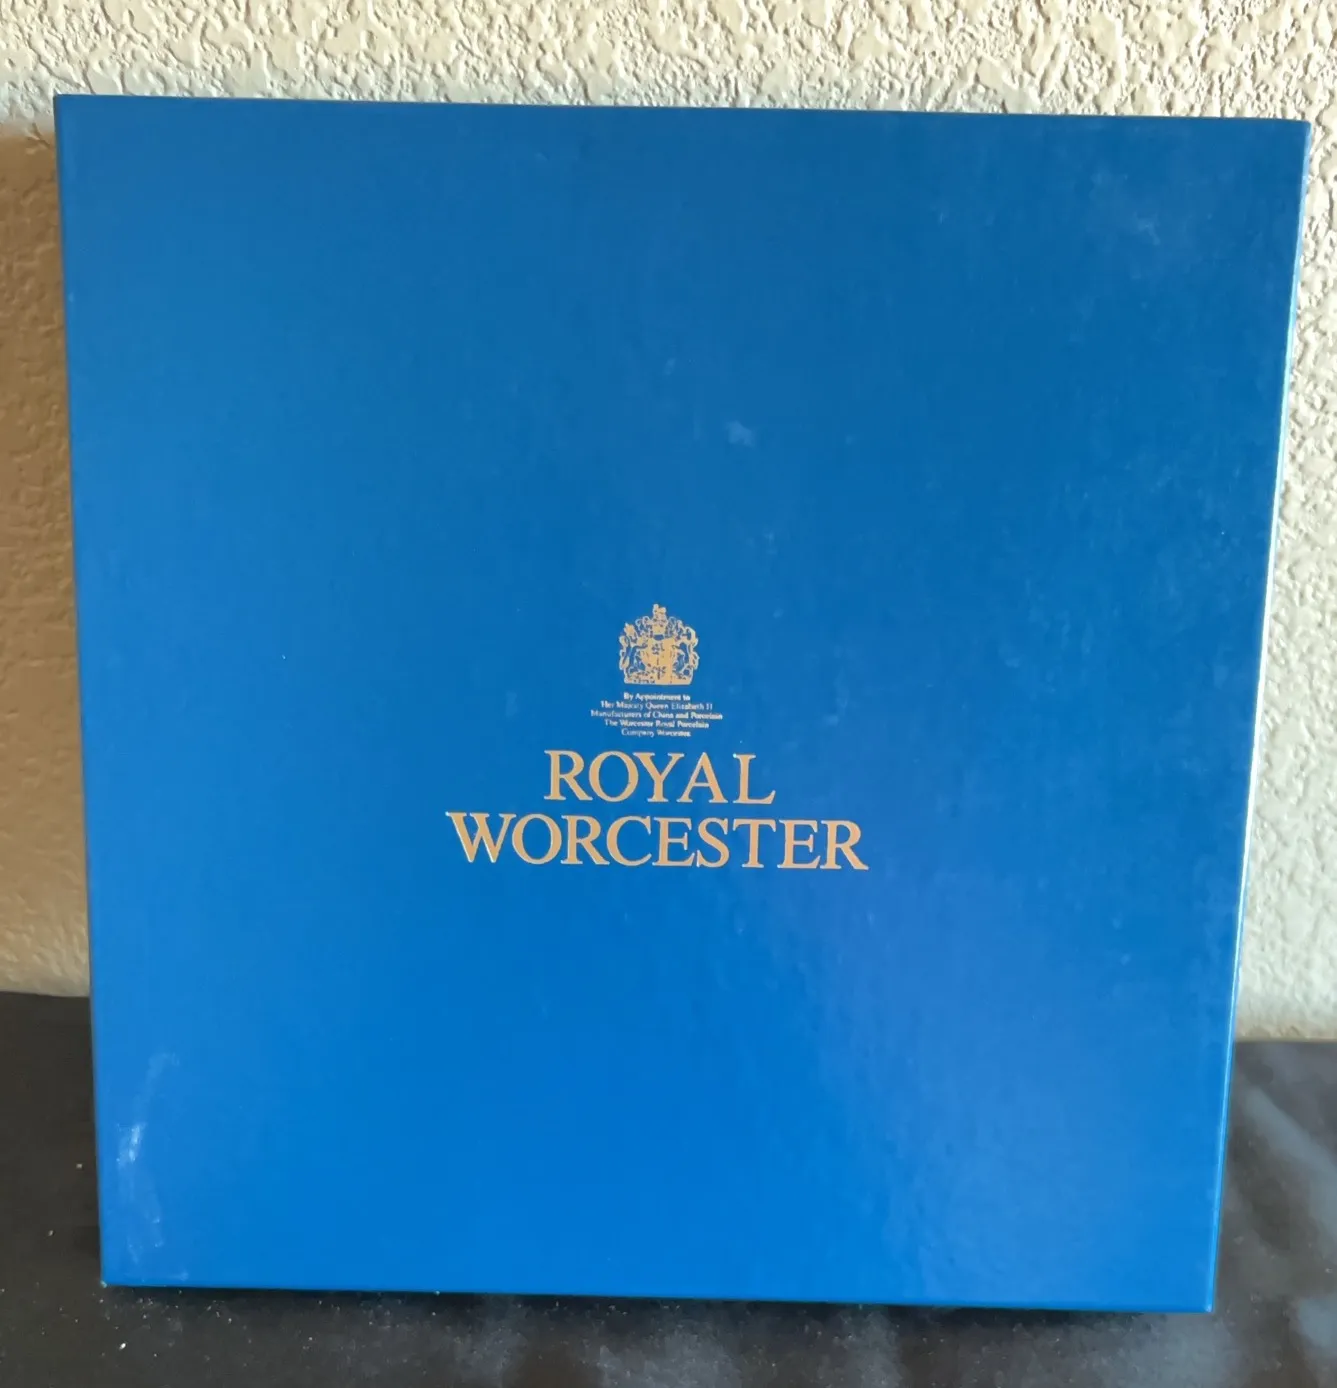 By Appointment to
Her Majesty Queen Elizabeth II
Manufacturers of China and Porcelain
The Worcester Royal Porcelain
Company Worcester
ROYAL
WORCESTER